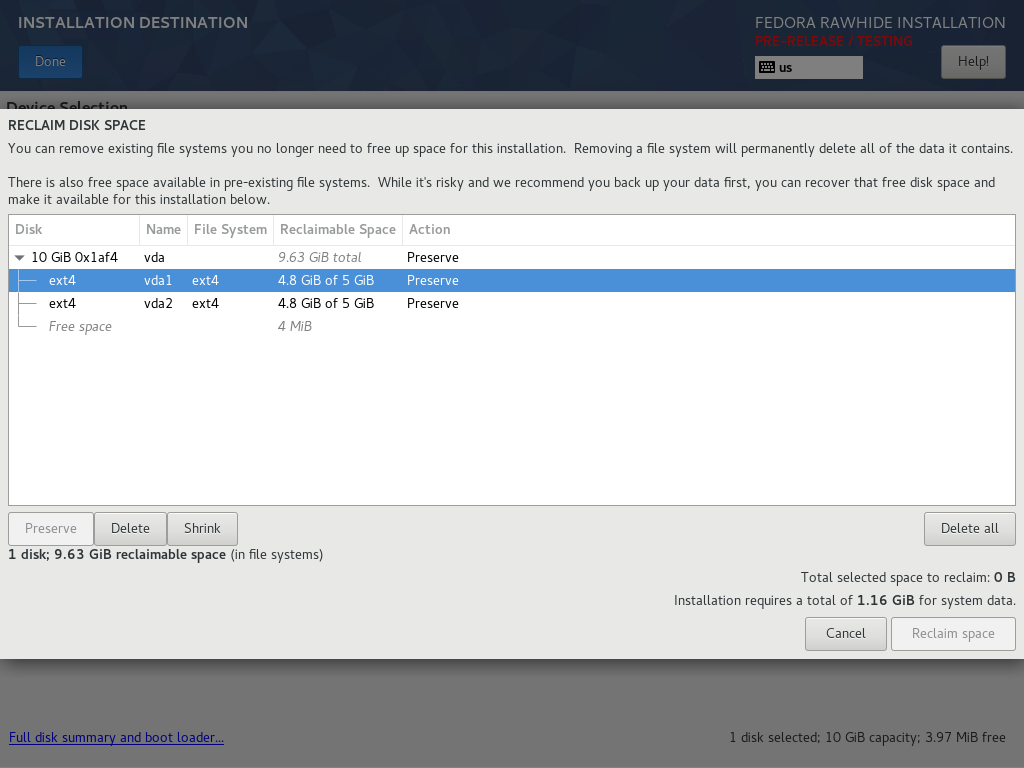 INSTALLATION DESTINATION
FEDORA RAWHIDE INSTALLATION
PRE-RELEASE / TESTING
Done
us
Help!
Device Selection
RECLAIM DISK SPACE
You can remove existing file systems you no longer need to free up space for this installation.  Removing a file system will permanently delete all of the data it contains.
There is also free space available in pre-existing file systems.  While it's risky and we recommend you back up your data first, you can recover that free disk space and
make it available for this installation below.
Disk Name File System Reclaimable Space Action
10 GiB 0x1af4 vda 9.63 GiB total Preserve
ext4 vda1 ext4 4.8 GiB of 5 GiB Preserve
ext4 vda2 ext4 4.8 GiB of 5 GiB Preserve
Free space 4 MiB
Preserve Delete Shrink Delete all
1 disk; 9.63 GiB reclaimable space (in file systems)
Total selected space to reclaim: 0 B
Installation requires a total of 1.16 GiB for system data.
Cancel Reclaim space
Full disk summary and boot loader... 1 disk selected; 10 GiB capacity; 3.97 MiB free